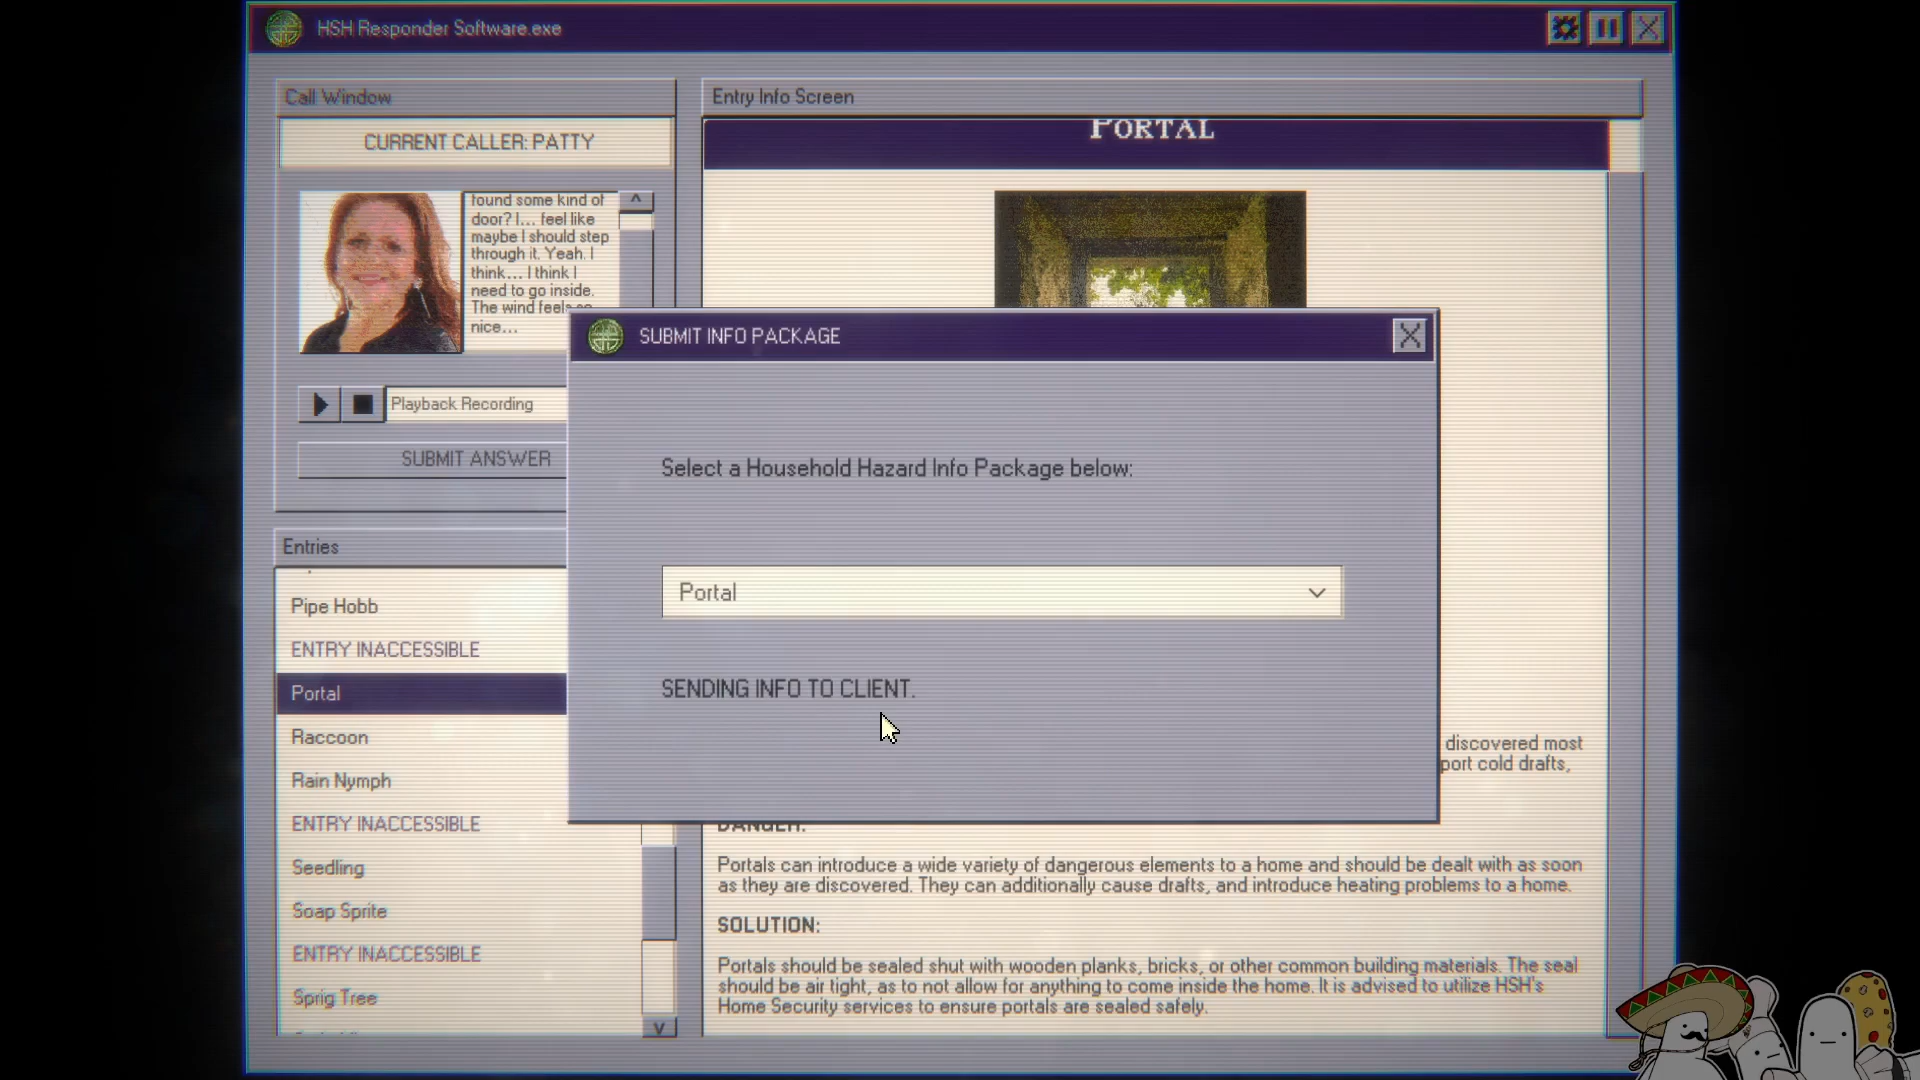 HSH Responder Software.exe
Call Window
CURRENT CALLER: PATTY
found some kind of
door? I... feel like
maybe I should step
through it. Yeah. I
think... I think I
need to go inside.
The wind feels so
nice...
Playback Recording
SUBMIT ANSWER
Entries
Pipe Hobb
ENTRY INACCESSIBLE
Portal
Raccoon
Rain Nymph
ENTRY INACCESSIBLE
Seedling
Soap Sprite
ENTRY INACCESSIBLE
Sprig Tree
Entry Info Screen
PORTAL
SUBMIT INFO PACKAGE
Select a Household Hazard Info Package below:
Portal
SENDING INFO TO CLIENT.
discovered most
port cold drafts,
DANGER:
Portals can introduce a wide variety of dangerous elements to a home and should be dealt with as soon
as they are discovered. They can additionally cause drafts, and introduce heating problems to a home.
SOLUTION:
Portals should be sealed shut with wooden planks, bricks, or other common building materials. The seal
should be air tight, as to not allow for anything to come inside the home. It is advised to utilize HSH's
Home Security services to ensure portals are sealed safely.